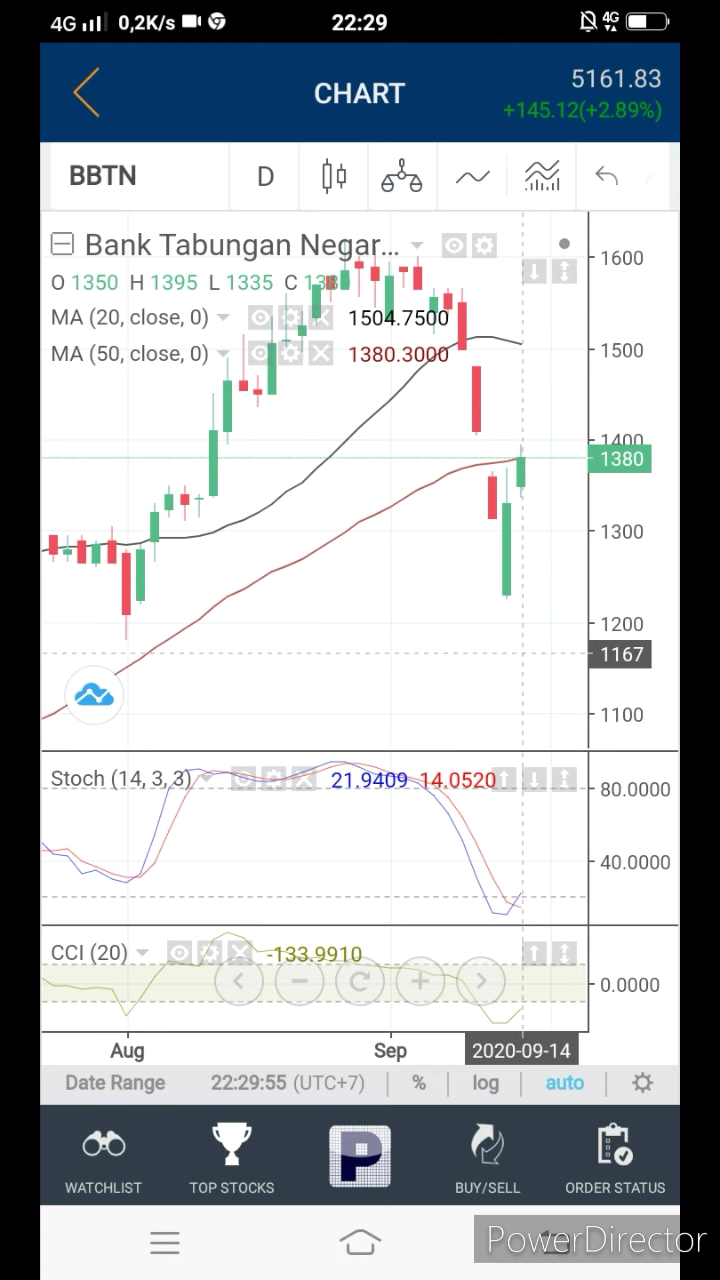 4G 0,2K/s 22:29 4G
CHART
5161.83
+145.12(+2.89%)
BBTN D
Bank Tabungan Negar...
O 1350 H 1395 L 1335 C 1380
MA (20, close, 0) 1504.7500
MA (50, close, 0) 1380.3000
1600
1500
1400
1380
1300
1200
1167
1100
Stoch (14, 3, 3) 21.9409 14.0520
80.0000
40.0000
CCI (20) -133.9910
0.0000
Aug Sep 2020-09-14
Date Range 22:29:55 (UTC+7) % log auto
P
WATCHLIST TOP STOCKS BUY/SELL ORDER STATUS
PowerDirector